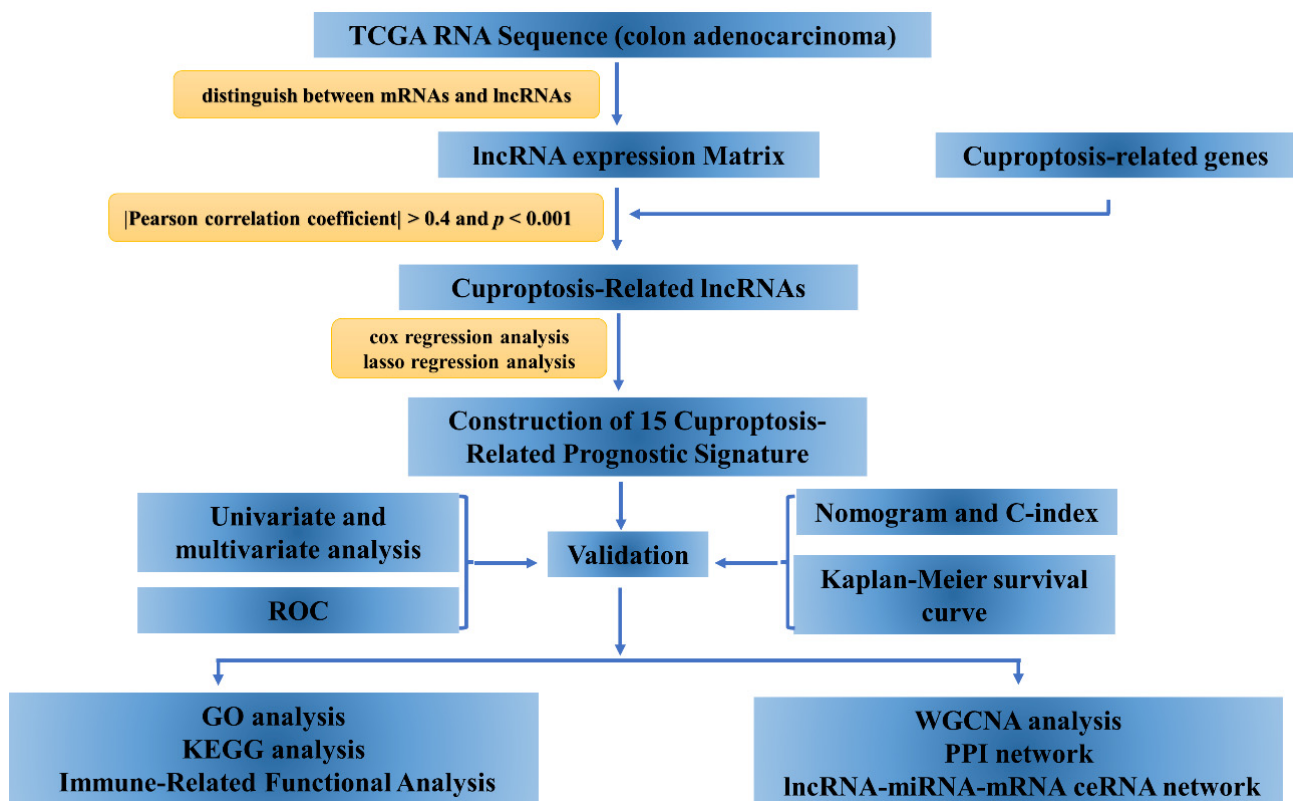 TCGA RNA Sequence (colon adenocarcinoma)
distinguish between mRNAs and lncRNAs
lncRNA expression Matrix
Cuproptosis-related genes
|Pearson correlation coefficient| > 0.4 and p < 0.001
Cuproptosis-Related lncRNAs
cox regression analysis
lasso regression analysis
Construction of 15 Cuproptosis-
Related Prognostic Signature
Univariate and
multivariate analysis
ROC
Validation
Nomogram and C-index
Kaplan-Meier survival
curve
GO analysis
KEGG analysis
Immune-Related Functional Analysis
WGCNA analysis
PPI network
lncRNA-miRNA-mRNA ceRNA network